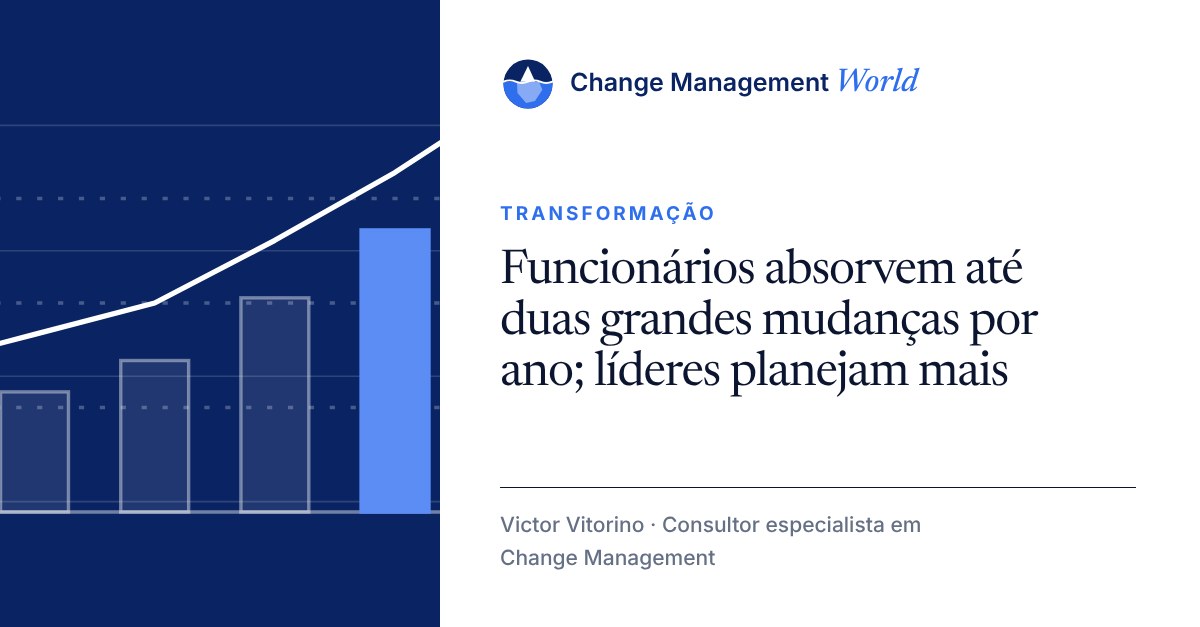 Change Management World
TRANSFORMAÇÃO
Funcionários absorvem até
duas grandes mudanças por
ano; líderes planejam mais
Victor Vitorino · Consultor especialista em
Change Management